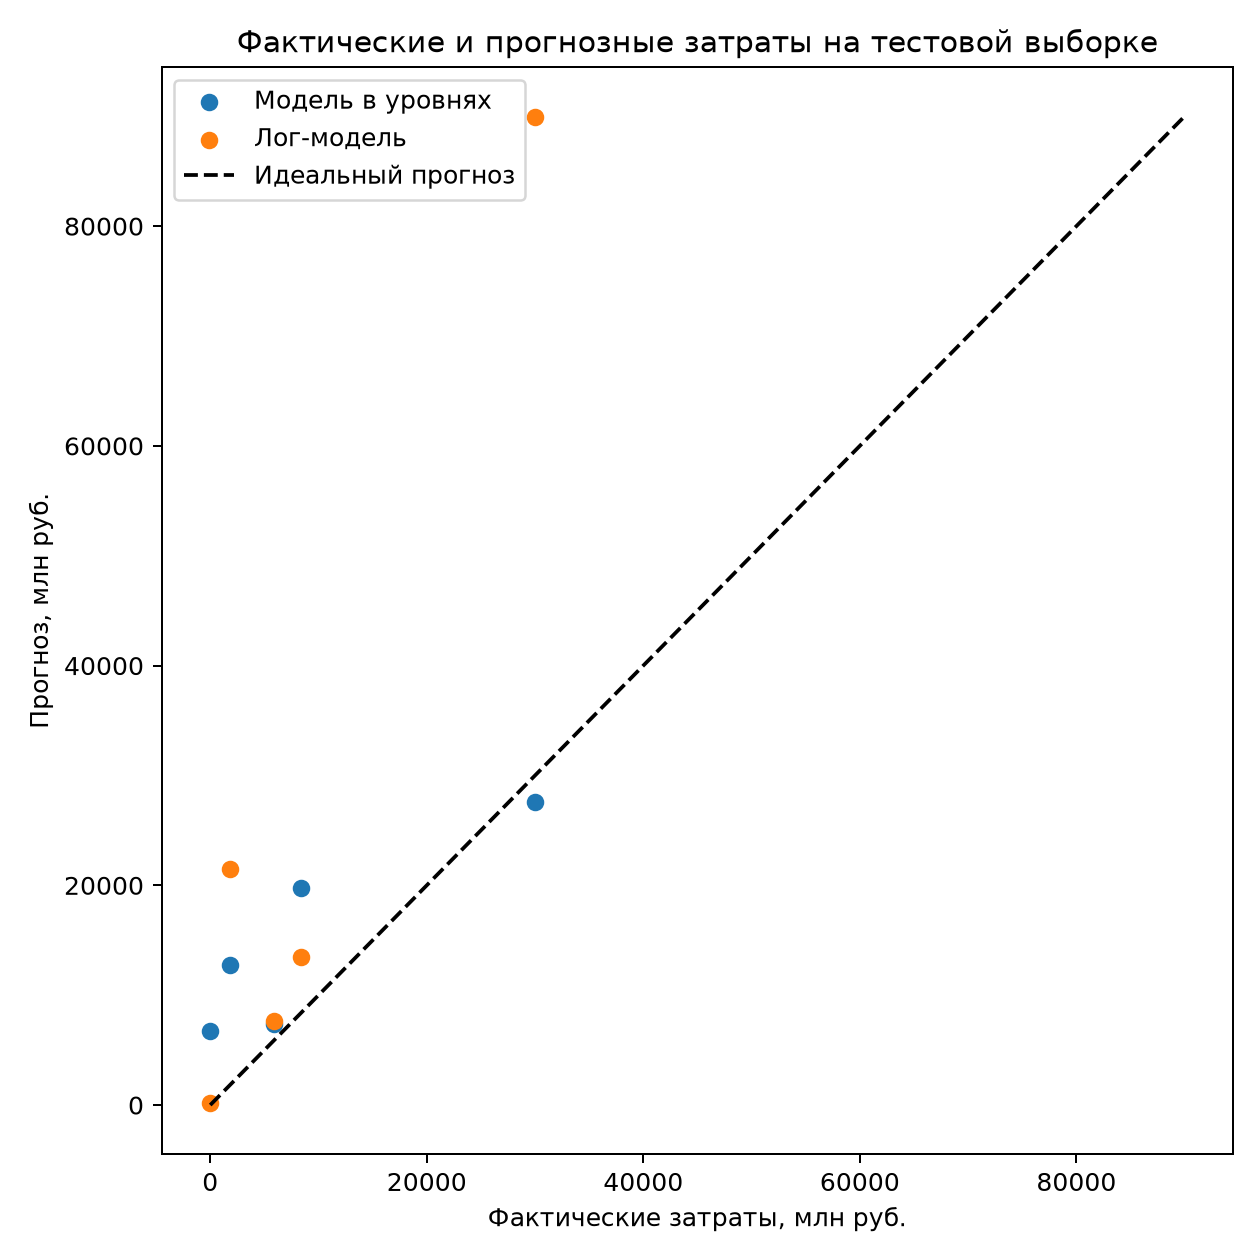 Фактические и прогнозные затраты на тестовой выборке
Модель в уровнях
Лог-модель
Идеальный прогноз
80000
60000
40000
20000
0
Прогноз, млн руб.
0 20000 40000 60000 80000
Фактические затраты, млн руб.